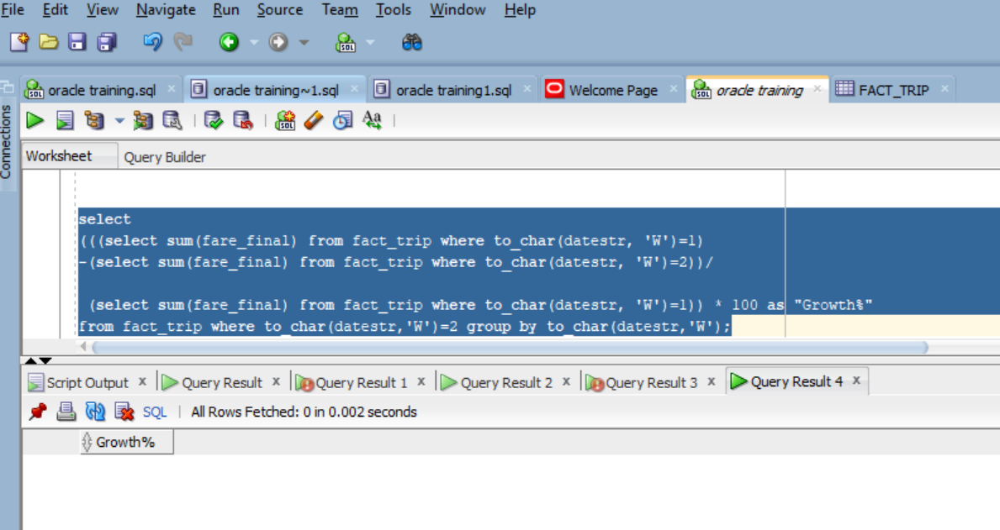 File Edit View Navigate Run Source Team Tools Window Help
oracle training.sql oracle training~1.sql oracle training1.sql Welcome Page oracle training FACT_TRIP
Connections
Worksheet Query Builder
select
(((select sum(fare_final) from fact_trip where to_char(datestr, 'W')=1)
-(select sum(fare_final) from fact_trip where to_char(datestr, 'W')=2))/
(select sum(fare_final) from fact_trip where to_char(datestr, 'W')=1)) * 100 as "Growth%"
from fact_trip where to_char(datestr,'W')=2 group by to_char(datestr,'W');
Script Output x Query Result x Query Result 1 x Query Result 2 x Query Result 3 x Query Result 4 x
SQL | All Rows Fetched: 0 in 0.002 seconds
Growth%